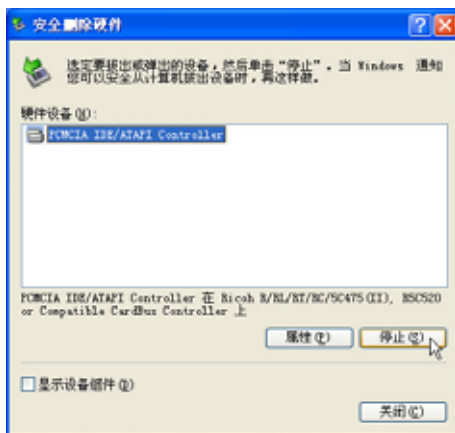 安全删除硬件
选定要拔出或弹出的设备，然后单击“停止”。当 Windows 通知
您可以安全从计算机拔出设备时，再这样做。
硬件设备(H):
PCMCIA IDE/ATAPI Controller
PCMCIA IDE/ATAPI Controller 在 Ricoh R/RL/RT/RC/5C475(II), R5C520
or Compatible CardBus Controller 上
属性(P)
停止(S)
显示设备组件(D)
关闭(C)